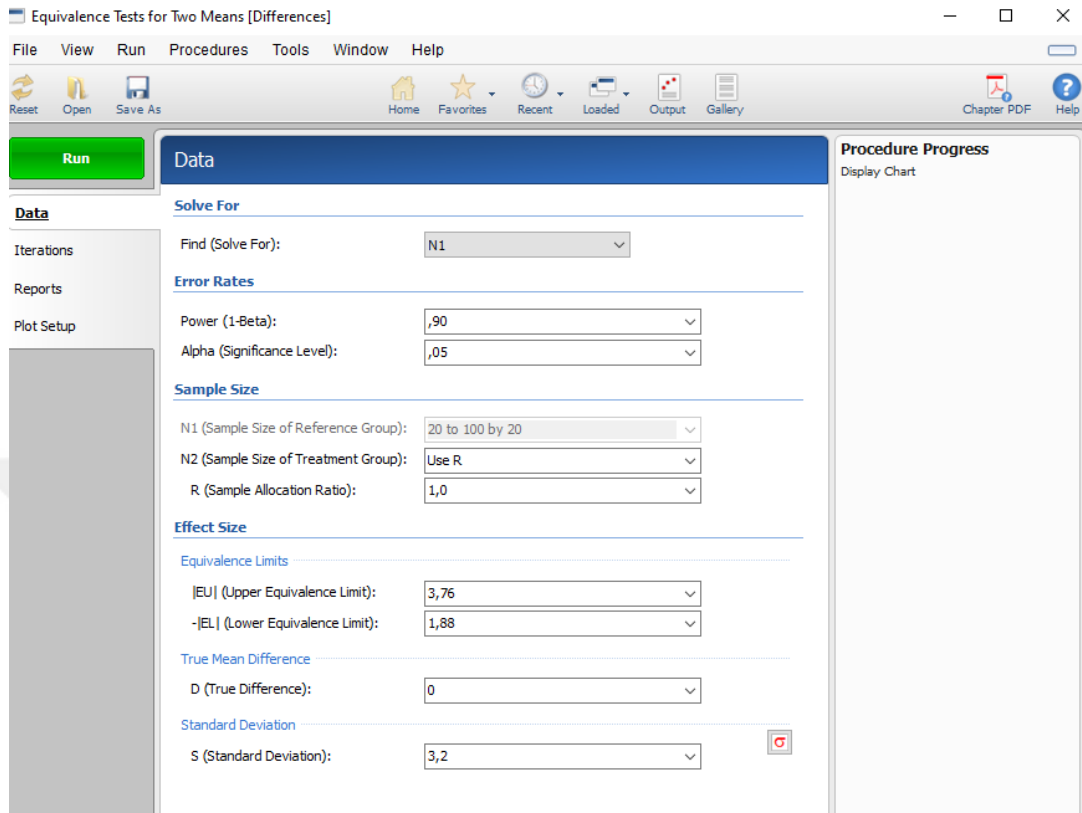 Equivalence Tests for Two Means [Differences]
File View Run Procedures Tools Window Help
Reset Open Save As Home Favorites Recent Loaded Output Gallery Chapter PDF Help
Run
Data
Iterations
Reports
Plot Setup
Data
Solve For
Find (Solve For): N1
Error Rates
Power (1-Beta): ,90
Alpha (Significance Level): ,05
Sample Size
N1 (Sample Size of Reference Group): 20 to 100 by 20
N2 (Sample Size of Treatment Group): Use R
R (Sample Allocation Ratio): 1,0
Effect Size
Equivalence Limits
|EU| (Upper Equivalence Limit): 3,76
-|EL| (Lower Equivalence Limit): 1,88
True Mean Difference
D (True Difference): 0
Standard Deviation
S (Standard Deviation): 3,2
σ
Procedure Progress
Display Chart